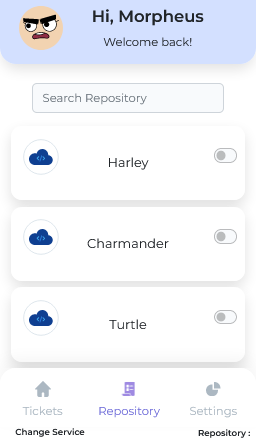 Hi, Morpheus
Welcome back!
Search Repository
Harley
Charmander
Turtle
Tickets
Repository
Settings
Change Service
Repository :